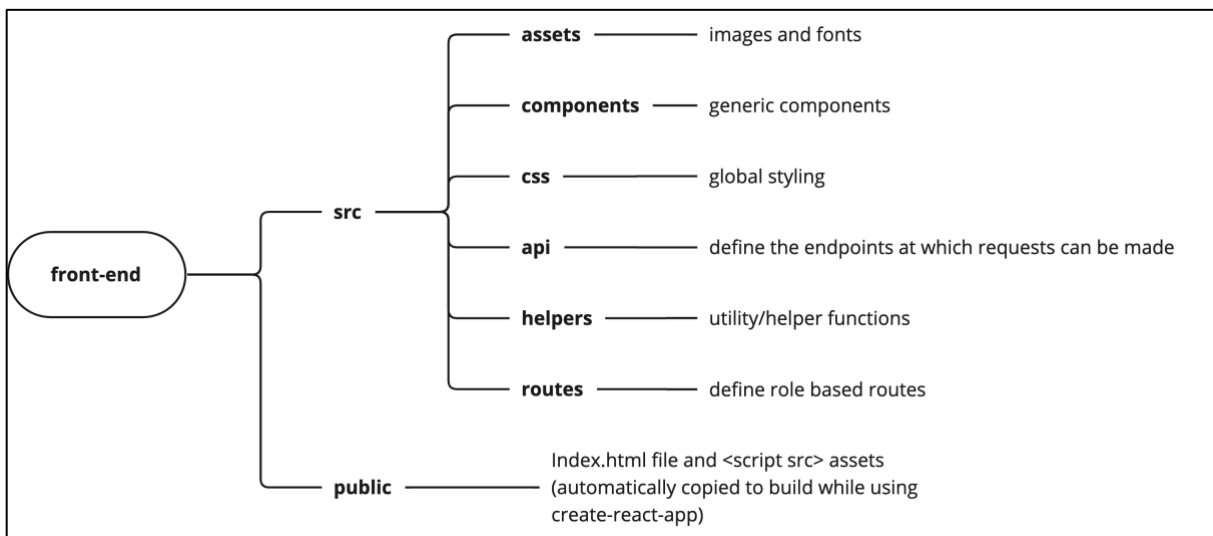 assets images and fonts
components generic components
css global styling
src
api define the endpoints at which requests can be made
front-end
helpers utility/helper functions
routes define role based routes
Index.html file and <script src> assets
public (automatically copied to build while using
create-react-app)